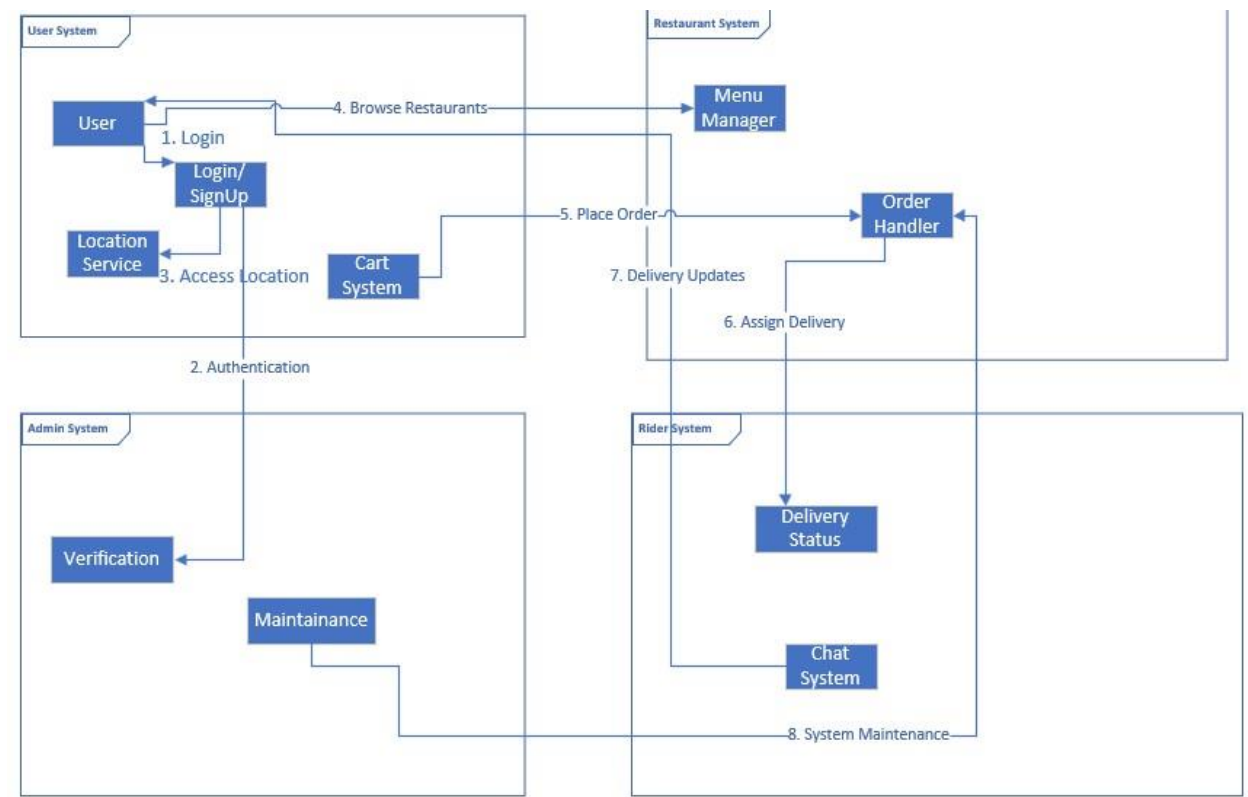 User System
User
1. Login
Login/
SignUp
Location
Service
3. Access Location
Cart
System
4. Browse Restaurants
Restaurant System
Menu
Manager
5. Place Order
Order
Handler
7. Delivery Updates
6. Assign Delivery
2. Authentication
Admin System
Verification
Maintainance
Rider System
Delivery
Status
Chat
System
8. System Maintenance